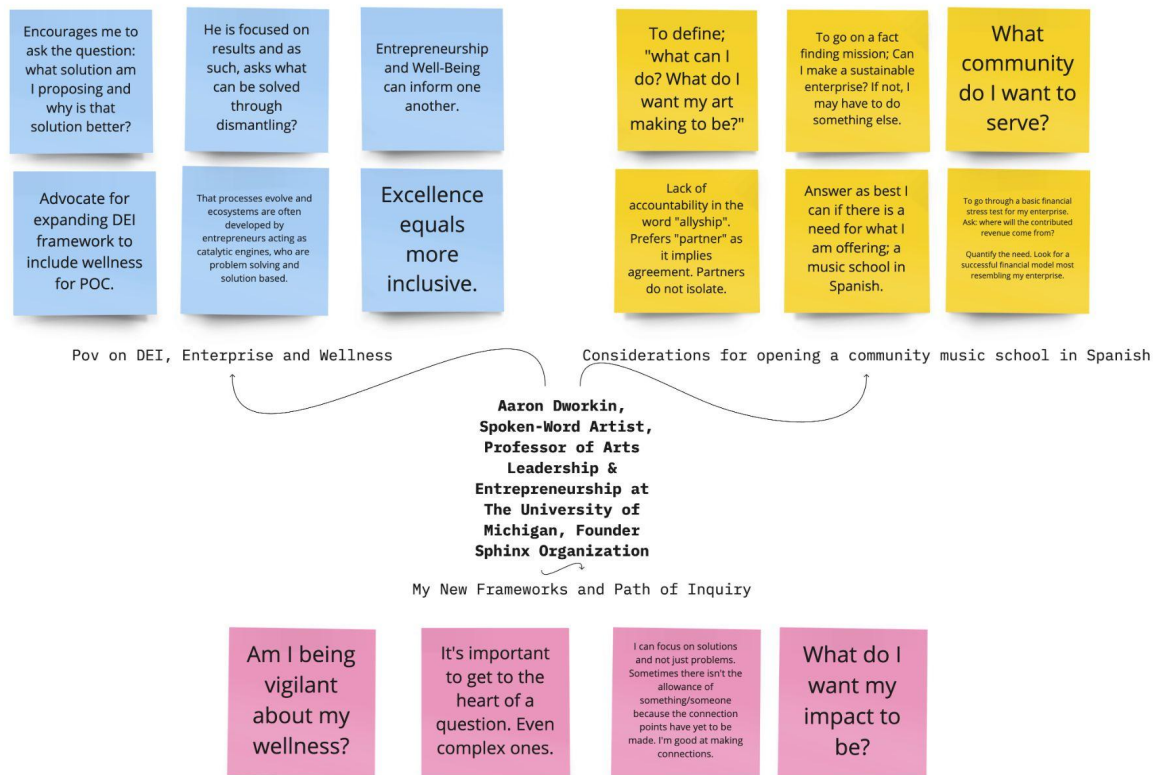 Encourages me to
ask the question:
what solution am
I proposing and
why is that
solution better?
He is focused on
results and as
such, asks what
can be solved
through
dismantling?
Entrepreneurship
and Well-Being
can inform one
another.
Advocate for
expanding DEI
framework to
include wellness
for POC.
That processes evolve and
ecosystems are often
developed by
entrepreneurs acting as
catalytic engines, who are
problem solving and
solution based.
Excellence
equals
more
inclusive.
Pov on DEI, Enterprise and Wellness
To define;
"what can I
do? What do I
want my art
making to be?"
To go on a fact
finding mission; Can
I make a sustainable
enterprise? If not, I
may have to do
something else.
What
community
do I want to
serve?
Lack of
accountability in the
word "allyship".
Prefers "partner" as
it implies
agreement. Partners
do not isolate.
Answer as best I
can if there is a
need for what I
am offering; a
music school in
Spanish.
To go through a basic financial
stress test for my enterprise.
Ask: where will the contributed
revenue come from?
Quantify the need. Look for a
successful financial model most
resembling my enterprise.
Considerations for opening a community music school in Spanish
Aaron Dworkin,
Spoken-Word Artist,
Professor of Arts
Leadership &
Entrepreneurship at
The University of
Michigan, Founder
Sphinx Organization
My New Frameworks and Path of Inquiry
Am I being
vigilant
about my
wellness?
It's important
to get to the
heart of a
question. Even
complex ones.
I can focus on solutions
and not just problems.
Sometimes there isn't the
allowance of
something/someone
because the connection
points have yet to be
made. I'm good at making
connections.
What do I
want my
impact to
be?